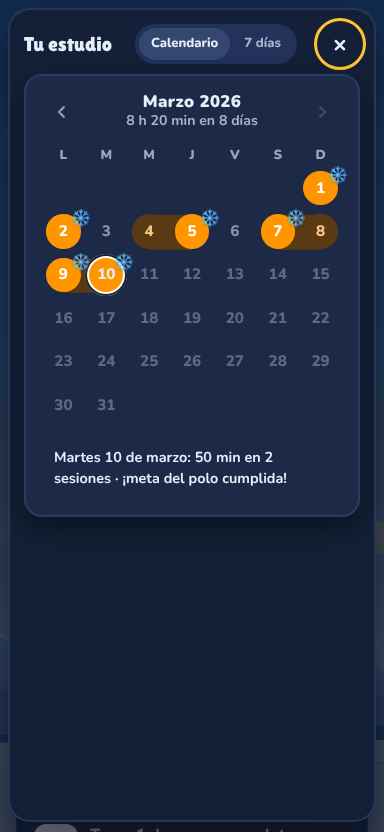 Tu estudio
Calendario
7 días
Marzo 2026
8 h 20 min en 8 días
L M M J V S D
1
2 3 4 5 6 7 8
9 10 11 12 13 14 15
16 17 18 19 20 21 22
23 24 25 26 27 28 29
30 31
Martes 10 de marzo: 50 min en 2
sesiones · ¡meta del polo cumplida!